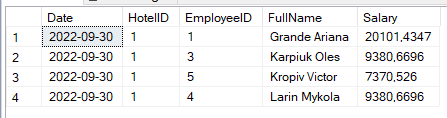 Date HotelID EmployeeID FullName Salary
1 2022-09-30 1 1 Grande Ariana 20101,4347
2 2022-09-30 1 3 Karpiuk Oles 9380,6696
3 2022-09-30 1 5 Kropiv Victor 7370,526
4 2022-09-30 1 4 Larin Mykola 9380,6696